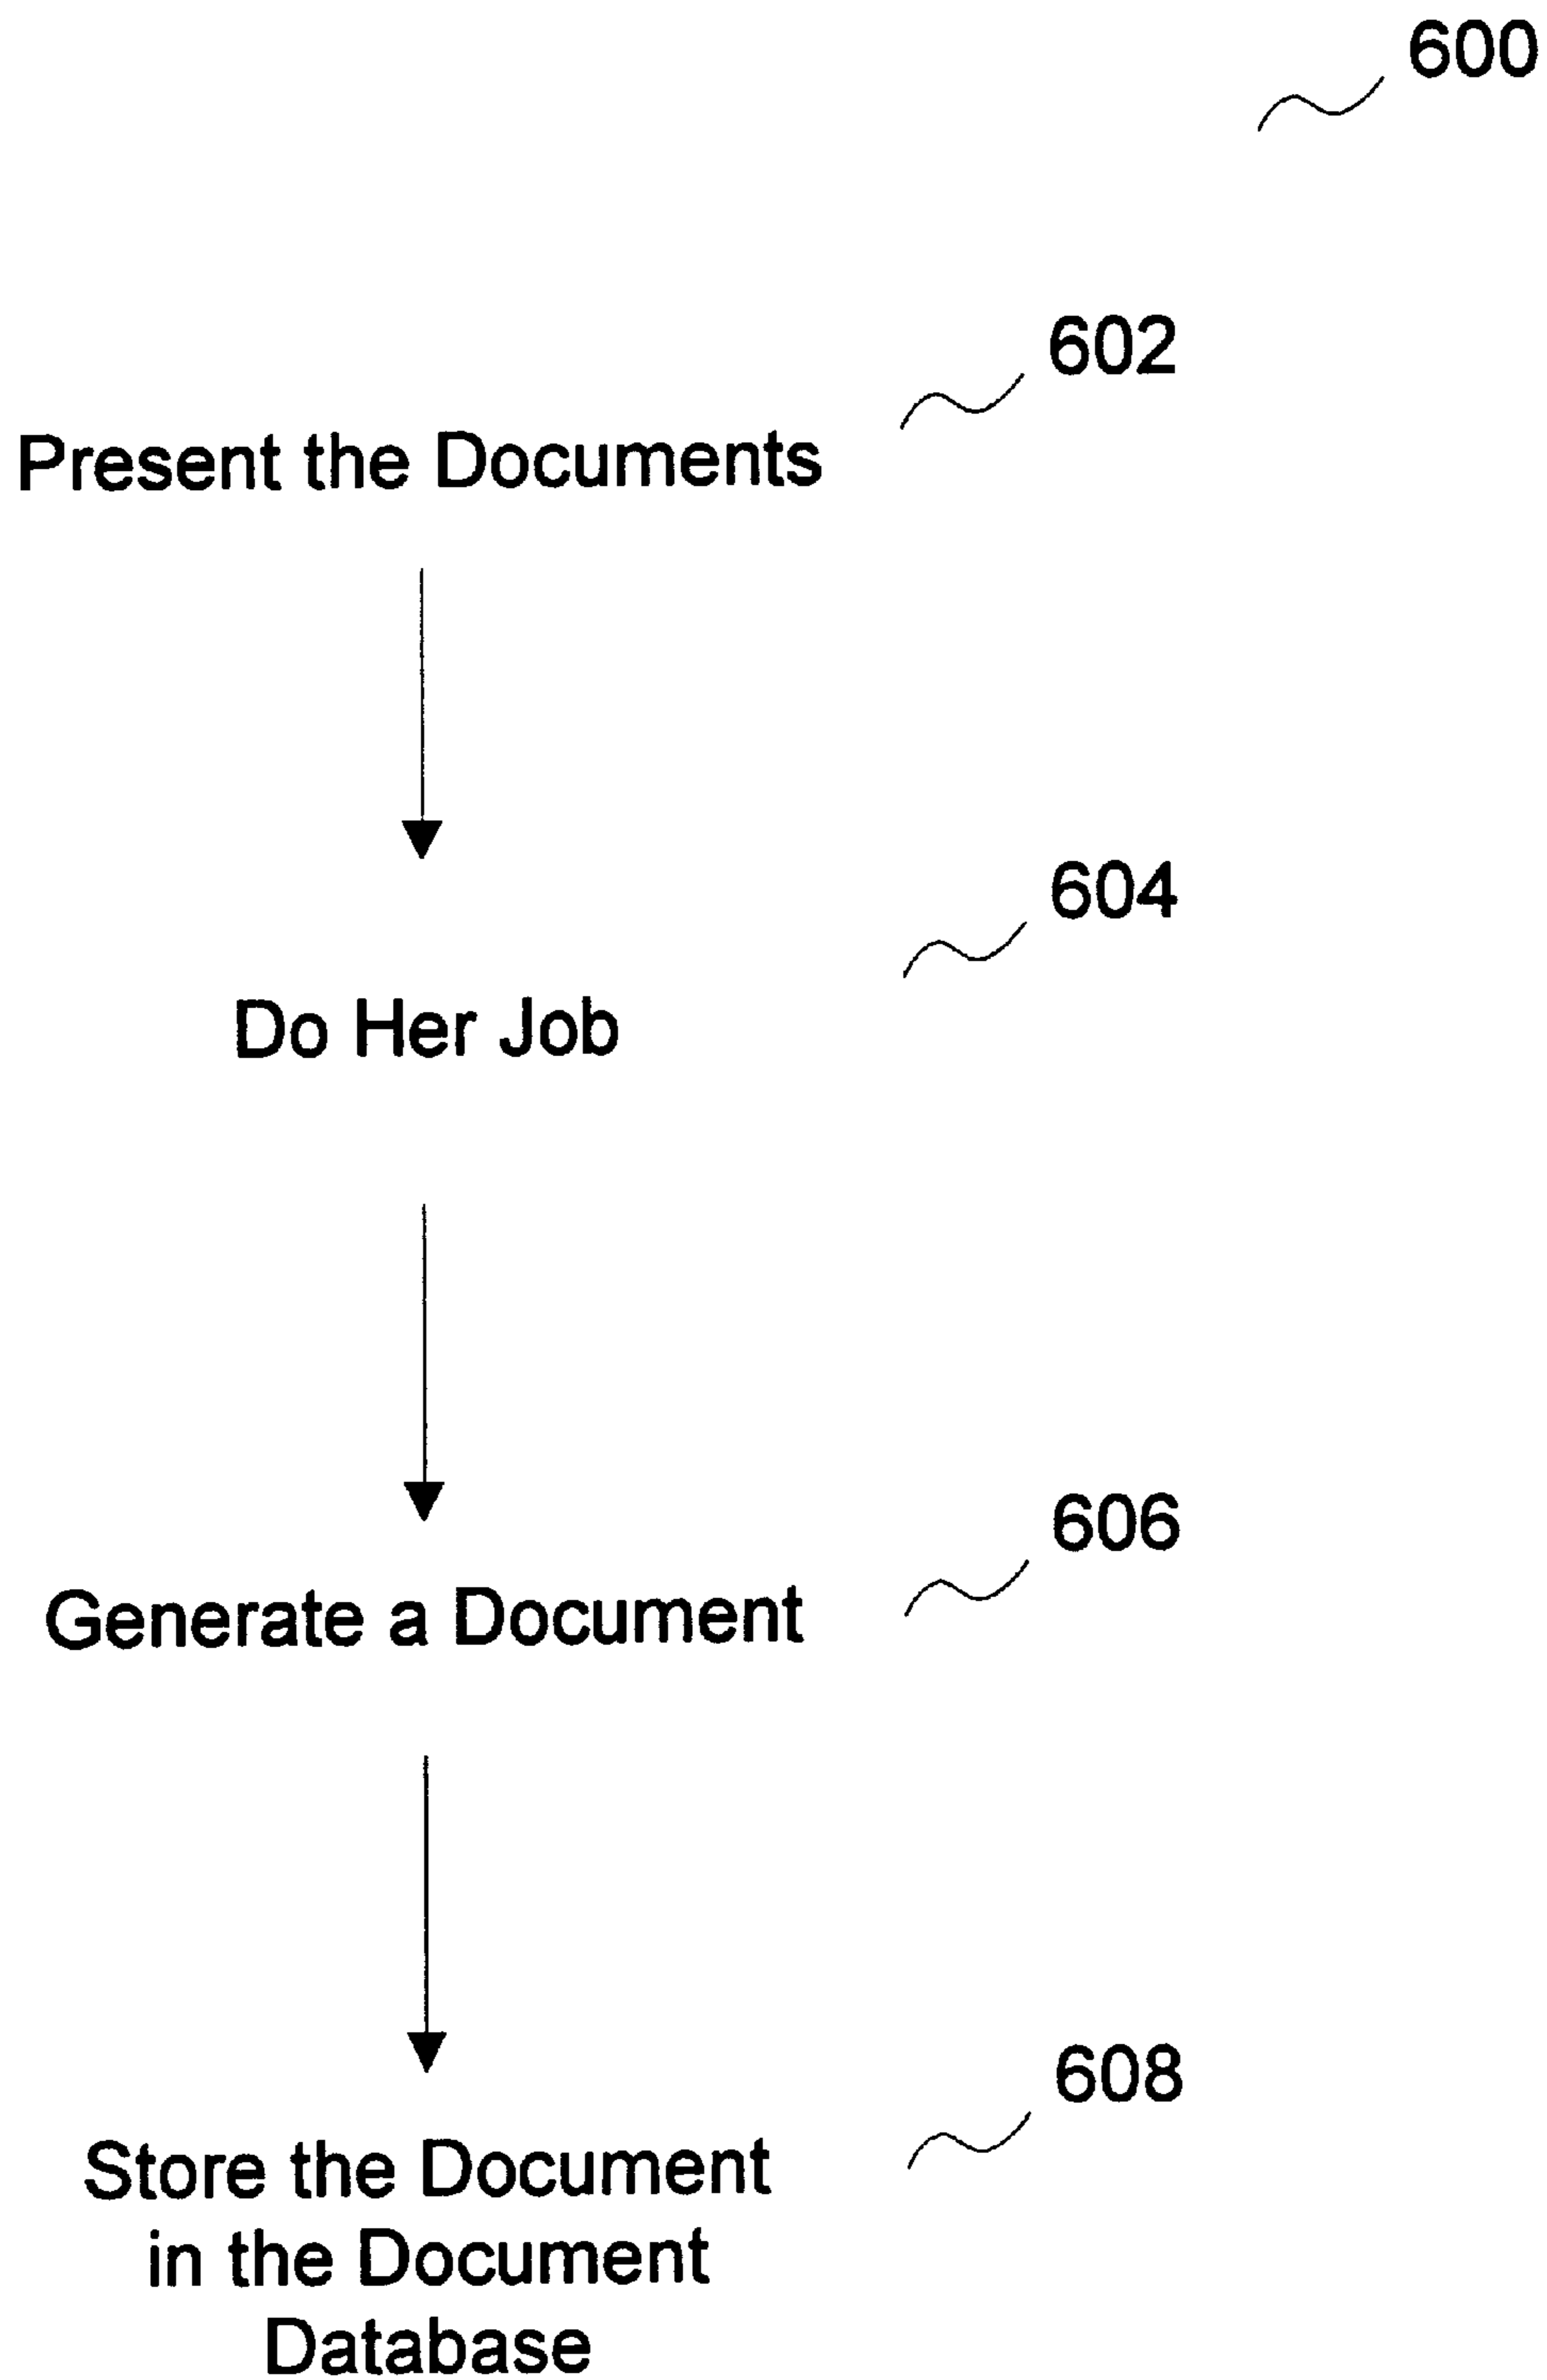 600
602
Present the Documents
604
Do Her Job
606
Generate a Document
608
Store the Document
in the Document
Database